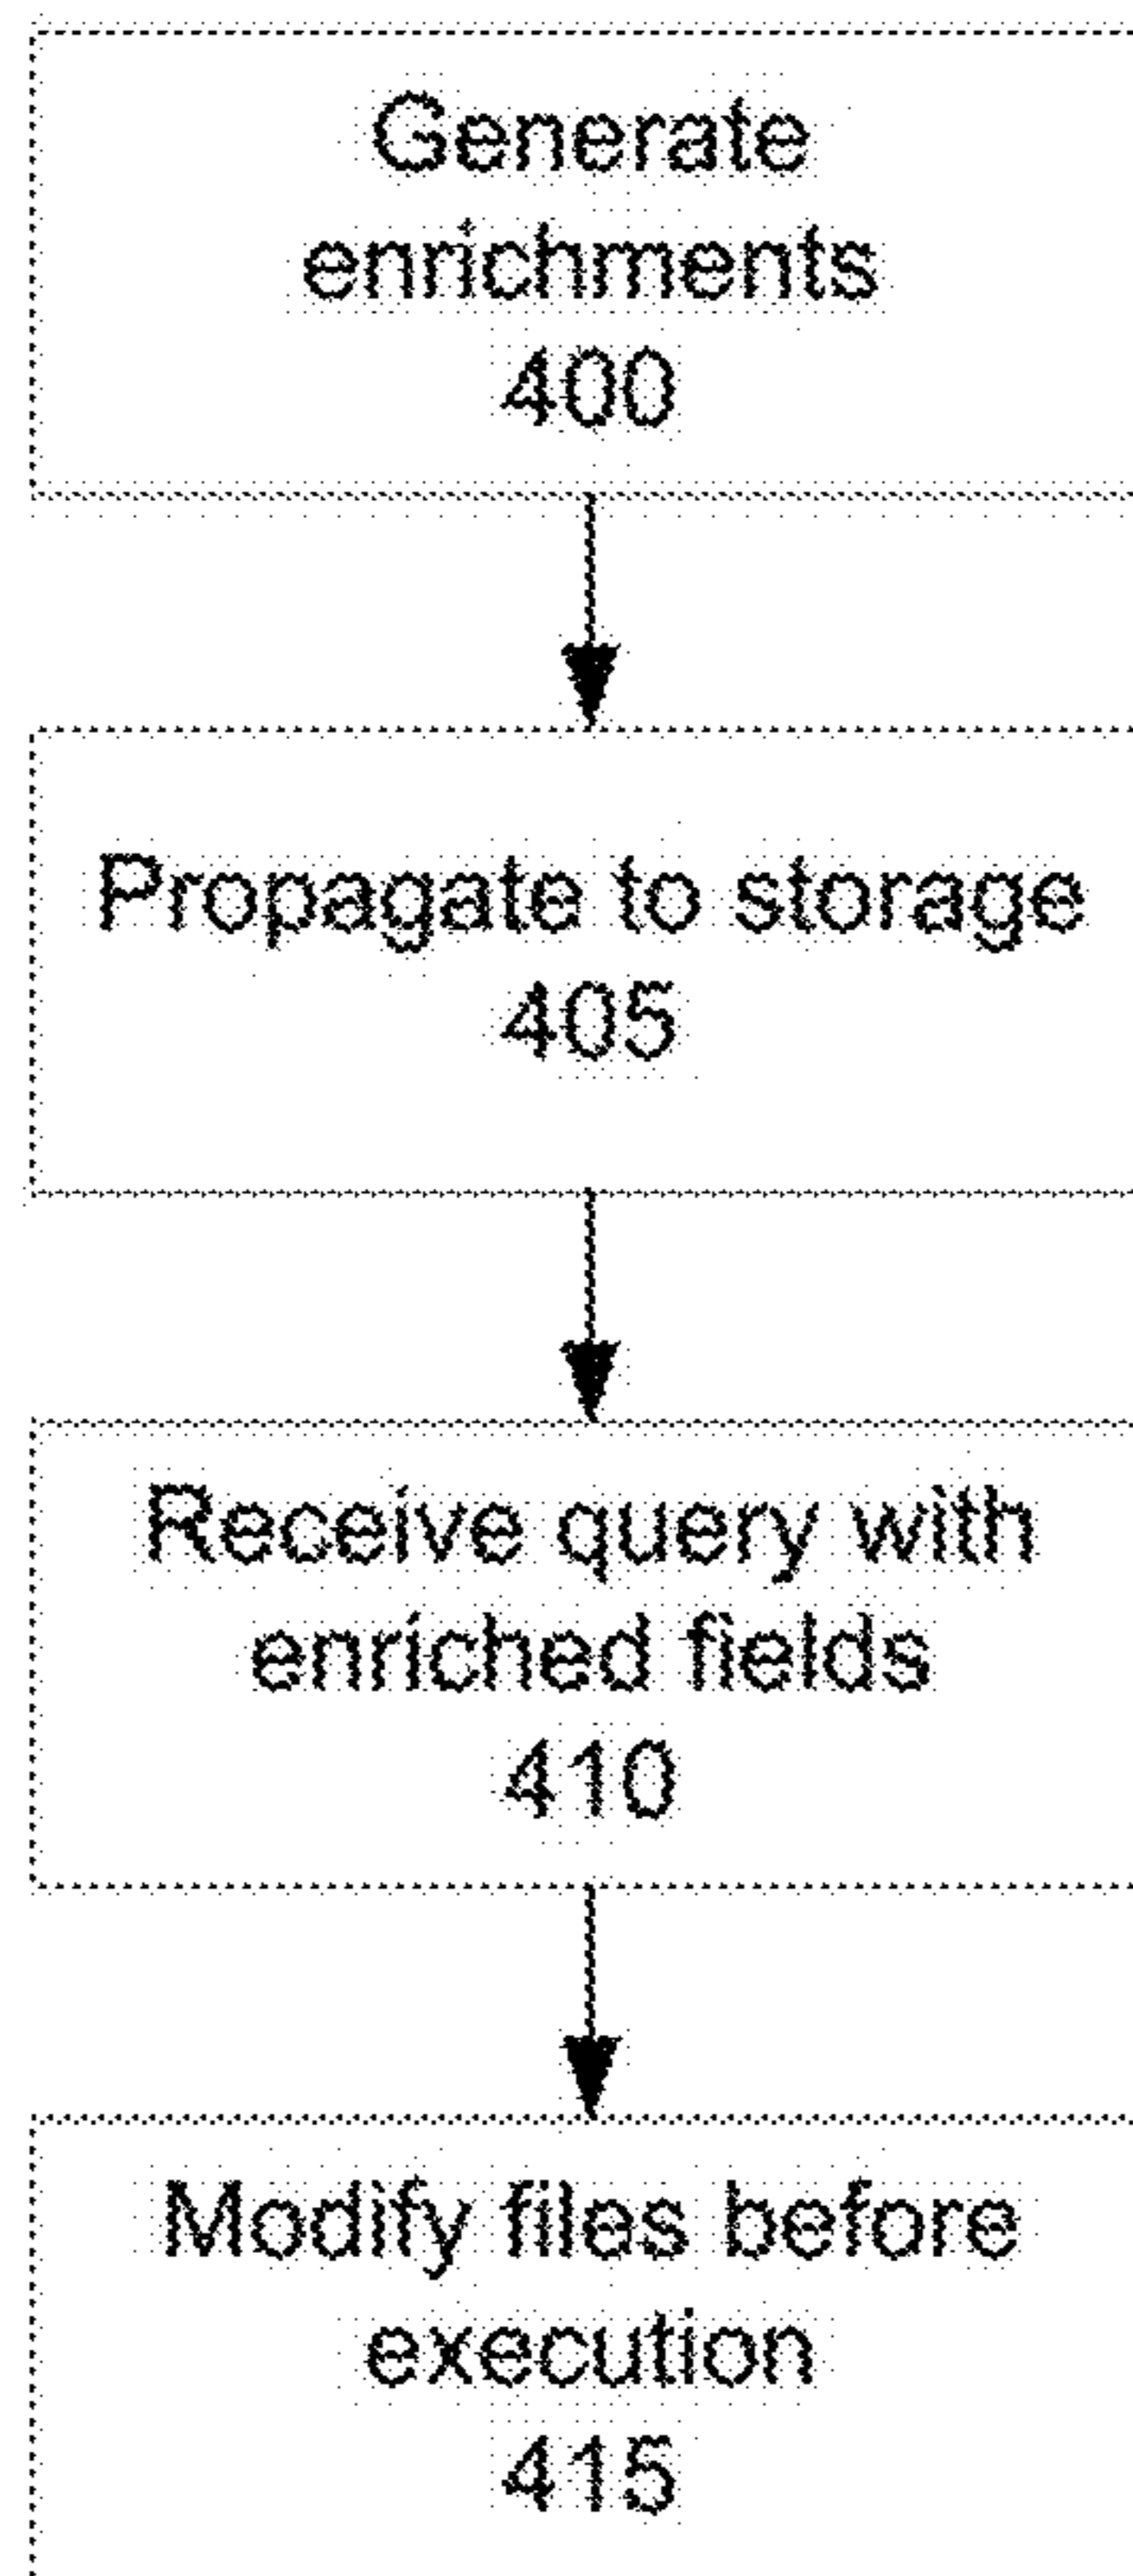 Generate
enrichments
400
Propagate to storage
405
Receive query with
enriched fields
410
Modify files before
execution
415